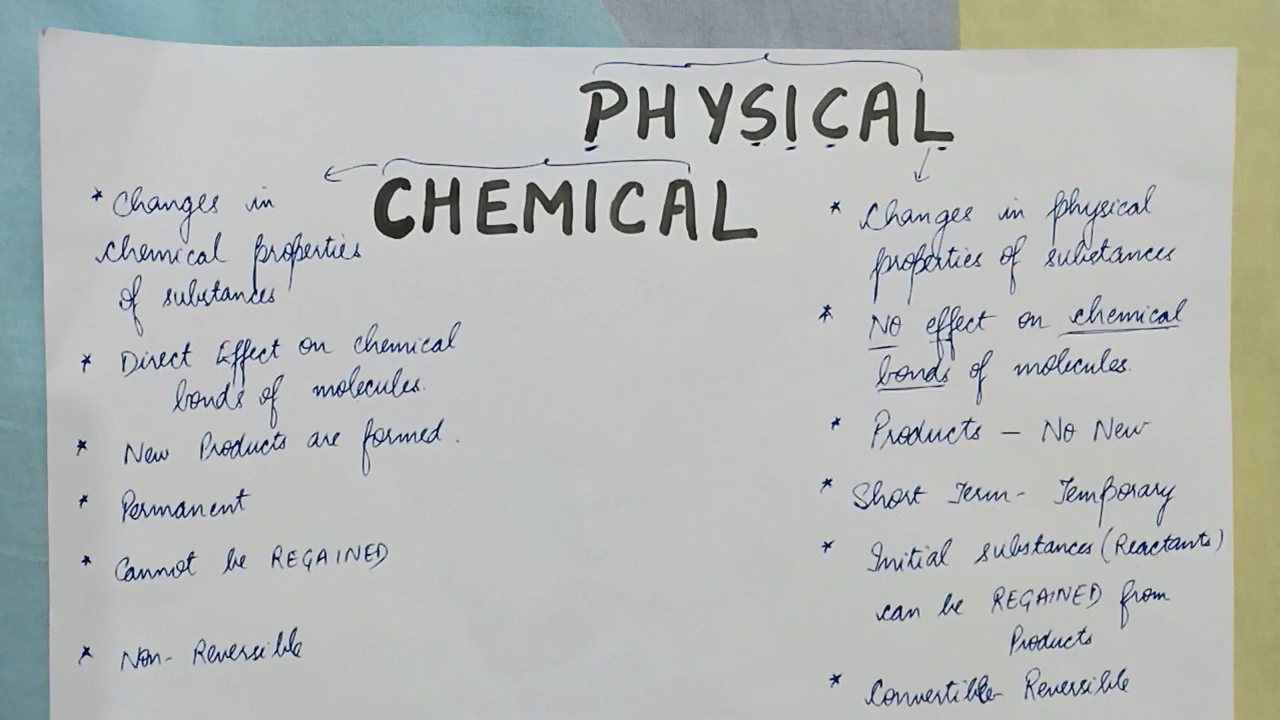 PHYSICAL
CHEMICAL
* Changes in
chemical properties
of substances
* Direct Effect on chemical
bonds of molecules.
* New Products are formed.
* Permanent
* Cannot be REGAINED
* Non-Reversible
* Changes in physical
properties of substances
* No effect on chemical
bonds of molecules.
* Products - No New
* Short Term - Temporary
* Initial substances (Reactants)
can be REGAINED from
Products
* Convertible Reversible